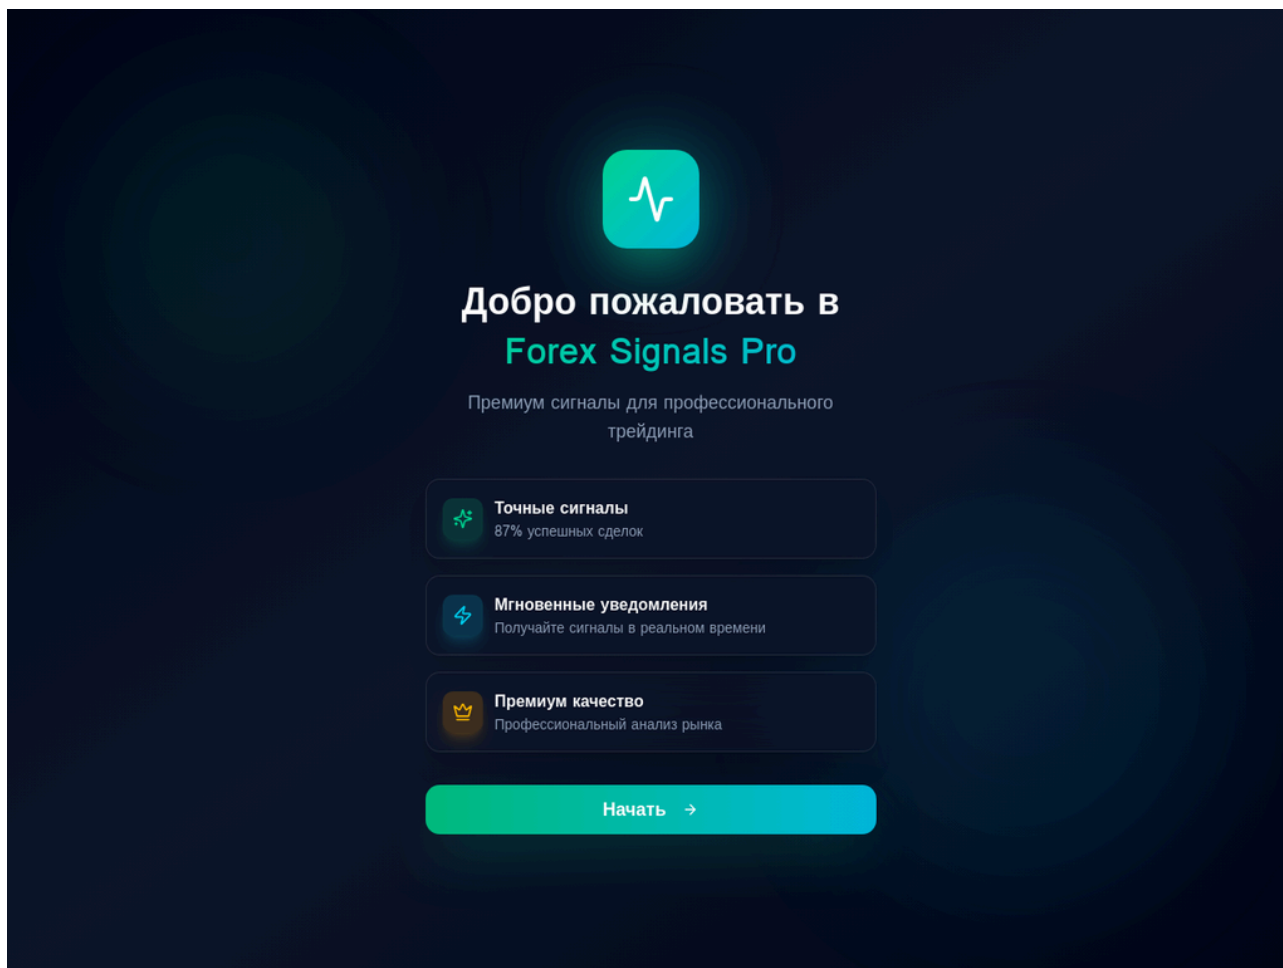 Добро пожаловать в
Forex Signals Pro
Премиум сигналы для профессионального
трейдинга
Точные сигналы
87% успешных сделок
Мгновенные уведомления
Получайте сигналы в реальном времени
Премиум качество
Профессиональный анализ рынка
Начать →